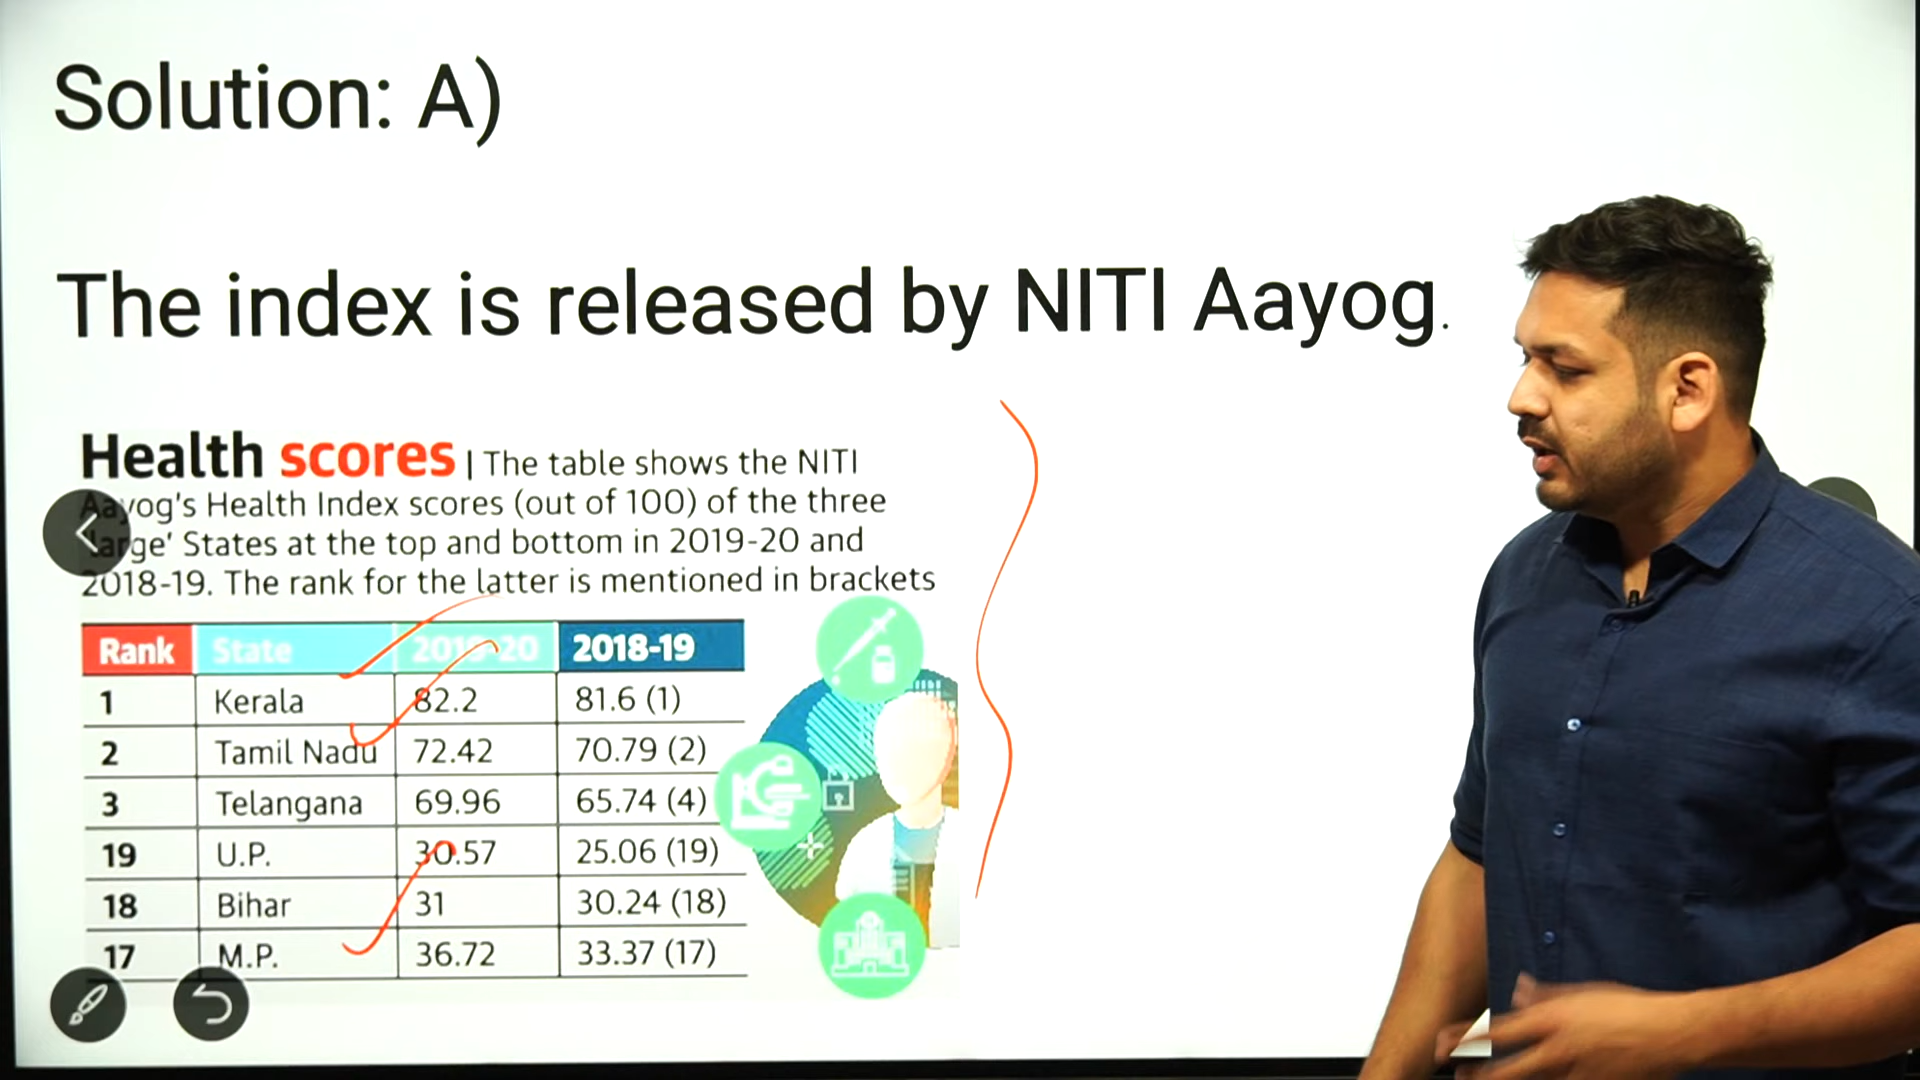 Solution: A)
The index is released by NITI Aayog.
Health scores | The table shows the NITI
Aayog's Health Index scores (out of 100) of the three
'large' States at the top and bottom in 2019-20 and
2018-19. The rank for the latter is mentioned in brackets
Rank State 2019-20 2018-19
1 Kerala 82.2 81.6 (1)
2 Tamil Nadu 72.42 70.79 (2)
3 Telangana 69.96 65.74 (4)
19 U.P. 30.57 25.06 (19)
18 Bihar 31 30.24 (18)
17 M.P. 36.72 33.37 (17)